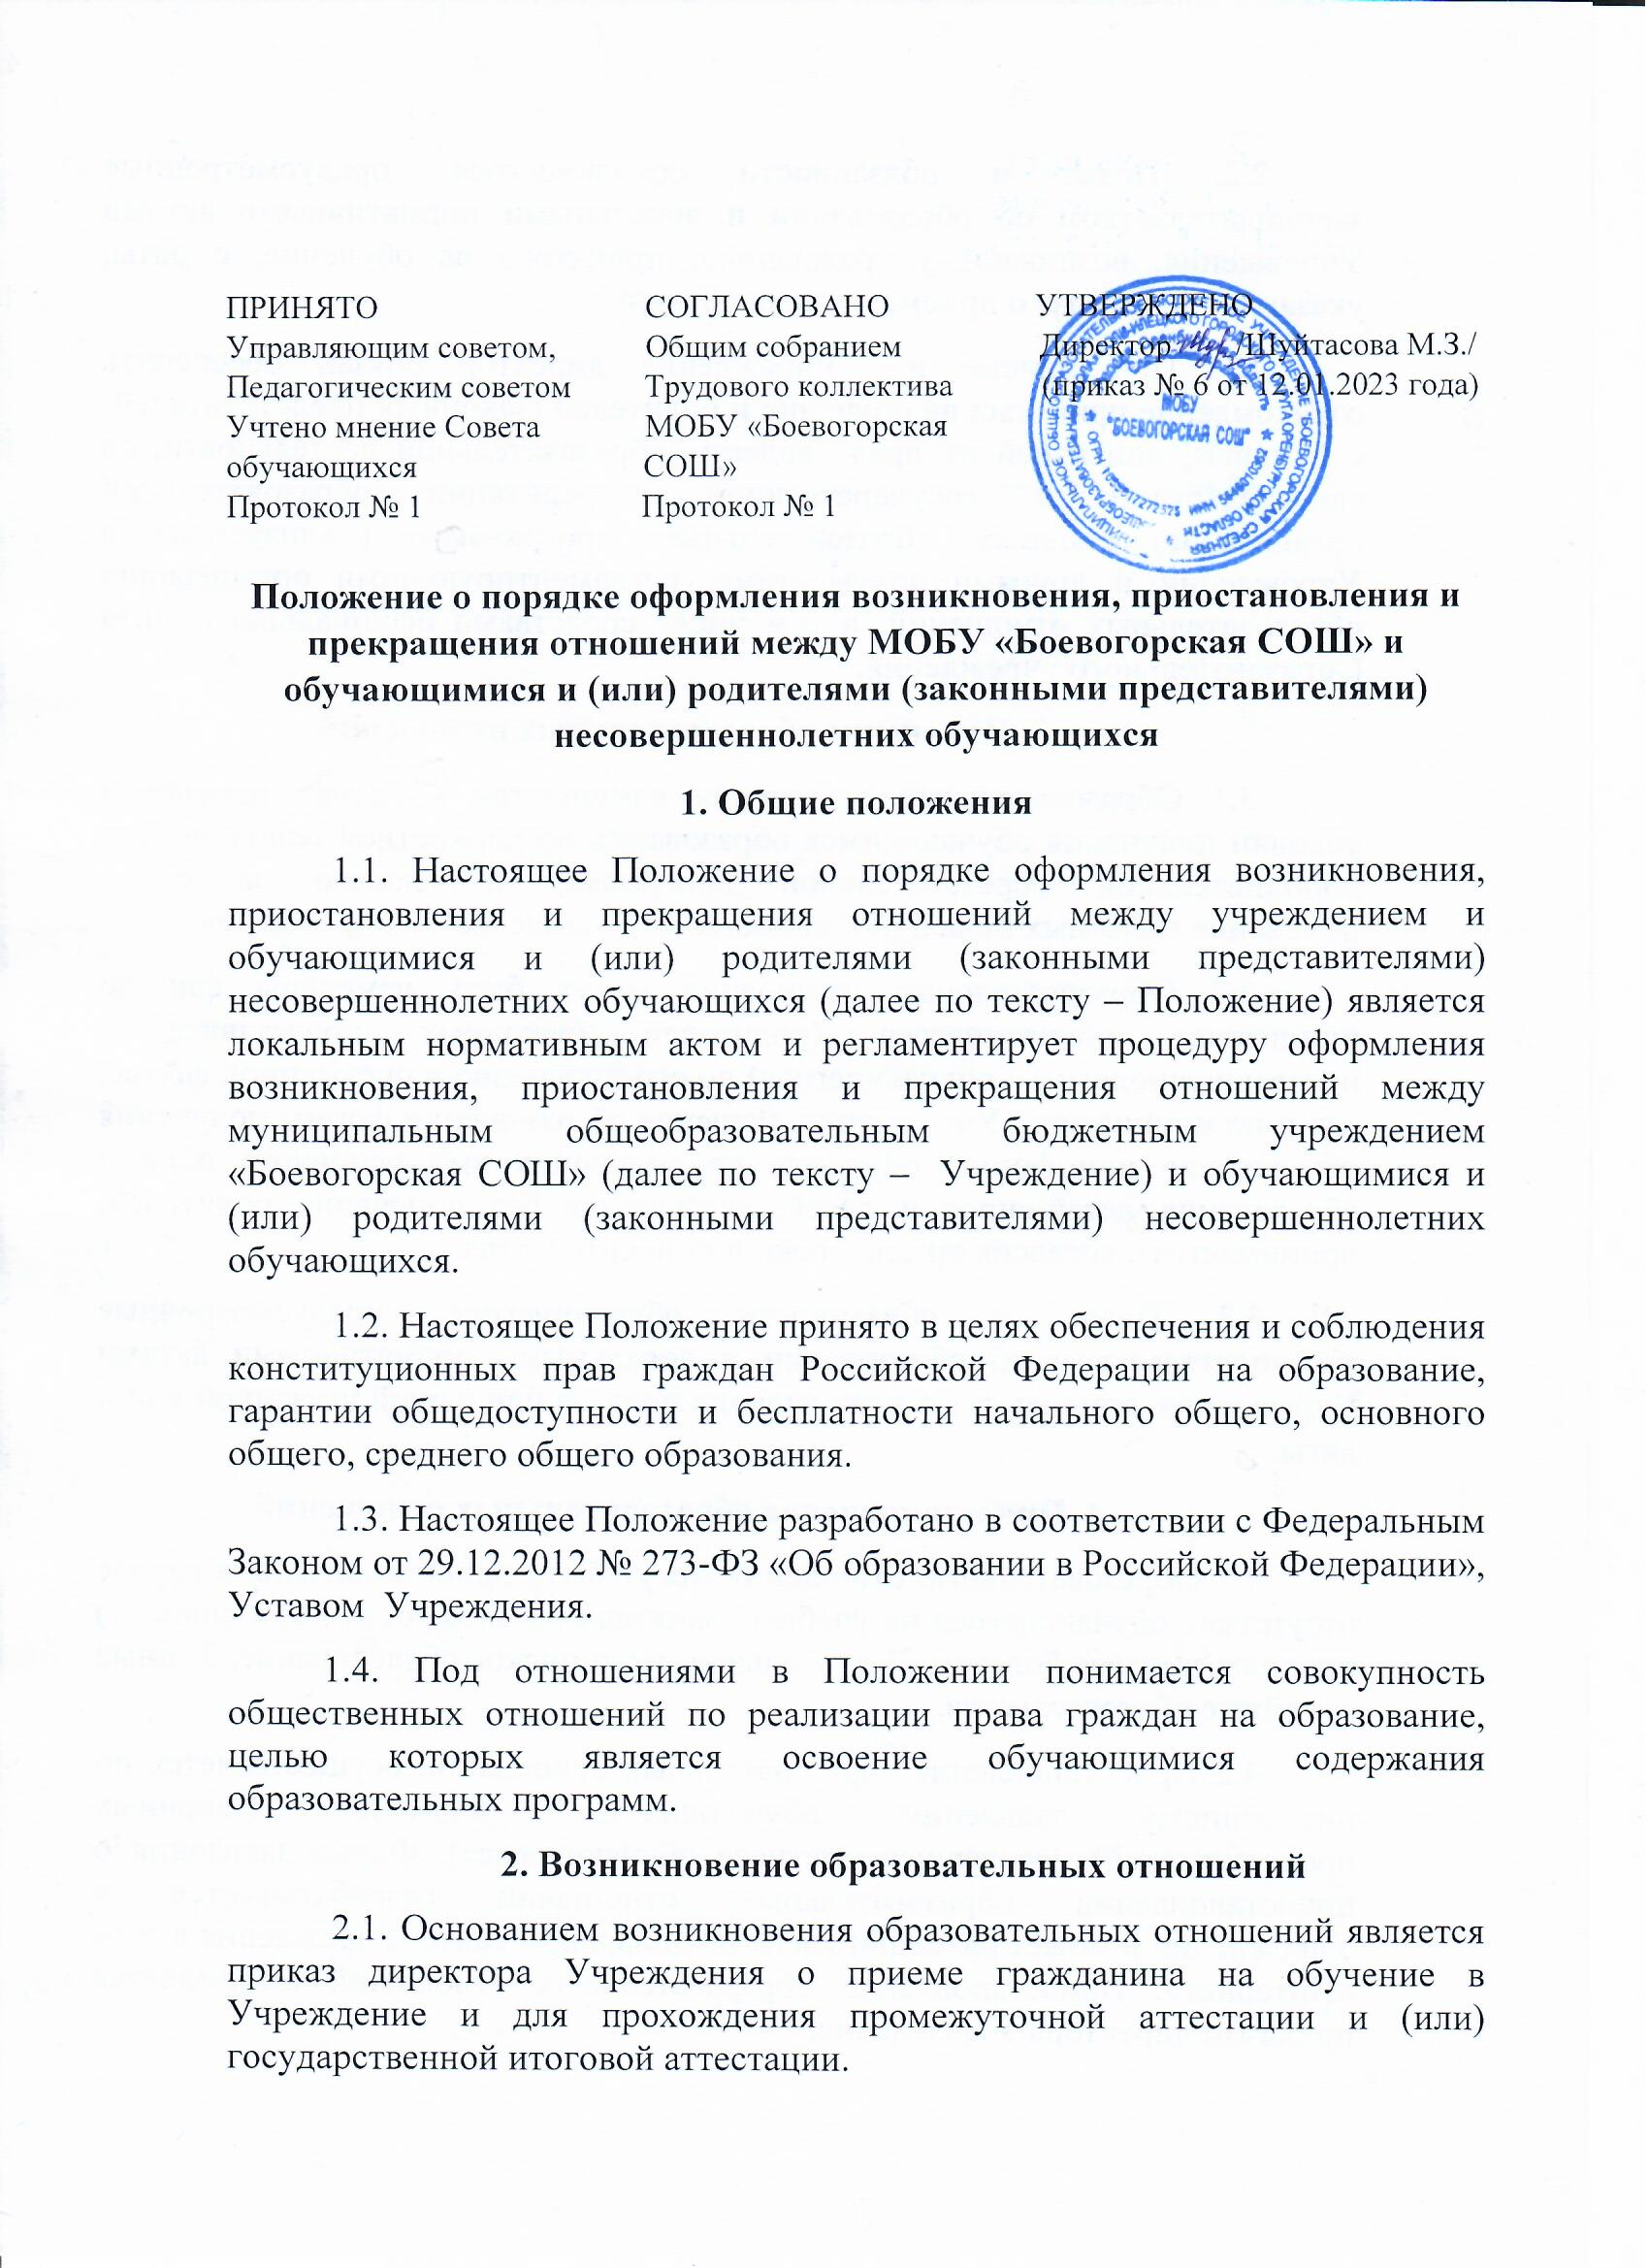 ПРИНЯТО
Управляющим советом,
Педагогическим советом
Учтено мнение Совета
обучающихся
Протокол № 1
СОГЛАСОВАНО
Общим собранием
Трудового коллектива
МОБУ «Боевогорская
СОШ»
Протокол № 1
УТВЕРЖДЕНО
Директор /Шуйтасова М.З./
(приказ № 6 от 12.01.2023 года)
МОБУ
"БОЕВОГОРСКАЯ СОШ"
Положение о порядке оформления возникновения, приостановления и
прекращения отношений между МОБУ «Боевогорская СОШ» и
обучающимися и (или) родителями (законными представителями)
несовершеннолетних обучающихся
1. Общие положения
1.1. Настоящее Положение о порядке оформления возникновения,
приостановления и прекращения отношений между учреждением и
обучающимися и (или) родителями (законными представителями)
несовершеннолетних обучающихся (далее по тексту – Положение) является
локальным нормативным актом и регламентирует процедуру оформления
возникновения, приостановления и прекращения отношений между
муниципальным общеобразовательным бюджетным учреждением
«Боевогорская СОШ» (далее по тексту – Учреждение) и обучающимися и
(или) родителями (законными представителями) несовершеннолетних
обучающихся.
1.2. Настоящее Положение принято в целях обеспечения и соблюдения
конституционных прав граждан Российской Федерации на образование,
гарантии общедоступности и бесплатности начального общего, основного
общего, среднего общего образования.
1.3. Настоящее Положение разработано в соответствии с Федеральным
Законом от 29.12.2012 № 273-ФЗ «Об образовании в Российской Федерации»,
Уставом Учреждения.
1.4. Под отношениями в Положении понимается совокупность
общественных отношений по реализации права граждан на образование,
целью которых является освоение обучающимися содержания
образовательных программ.
2. Возникновение образовательных отношений
2.1. Основанием возникновения образовательных отношений является
приказ директора Учреждения о приеме гражданина на обучение в
Учреждение и для прохождения промежуточной аттестации и (или)
государственной итоговой аттестации.